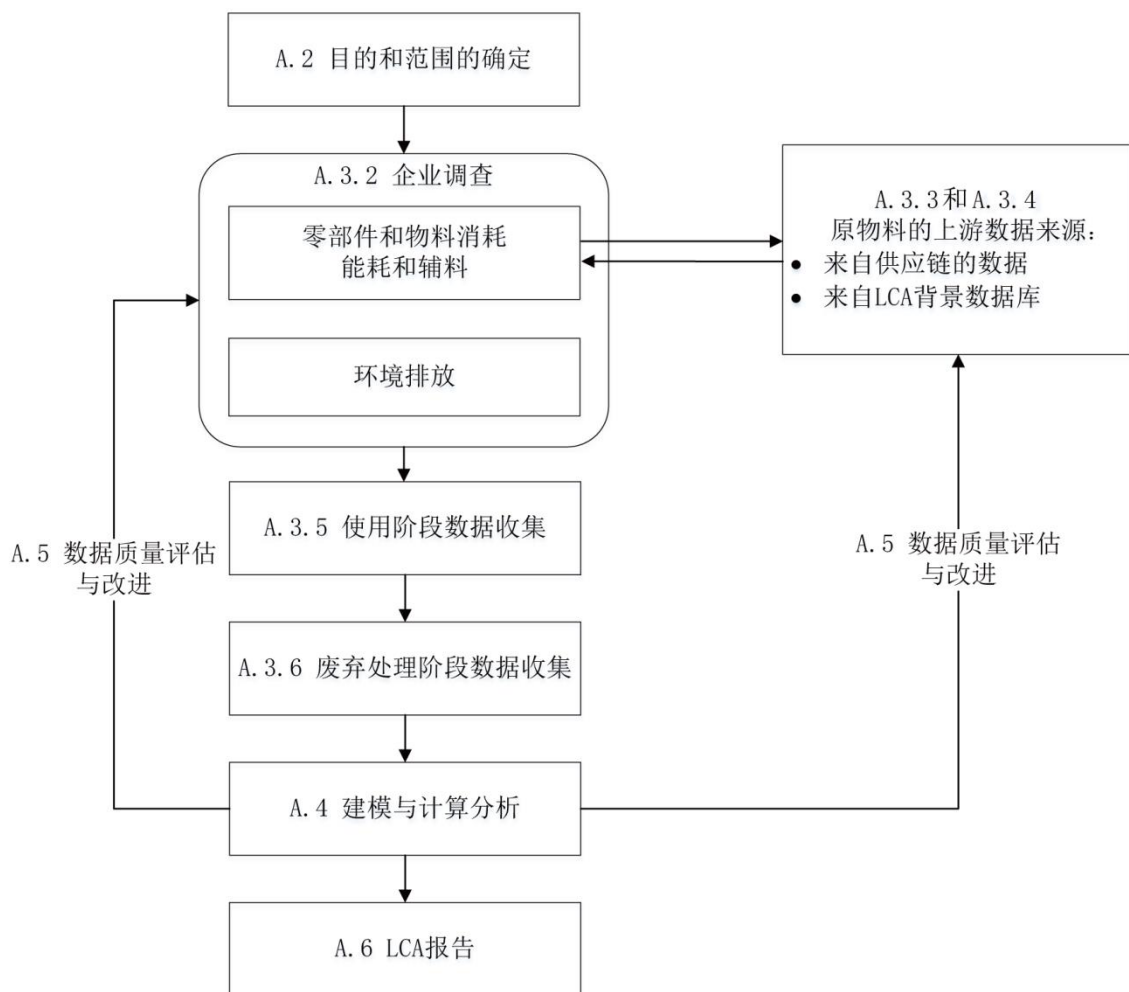 A.2 目的和范围的确定
A.3.2 企业调查
零部件和物料消耗
能耗和辅料
环境排放
A.3.3和A.3.4
原物料的上游数据来源:
● 来自供应链的数据
● 来自LCA背景数据库
A.3.5 使用阶段数据收集
A.5 数据质量评估
与改进
A.5 数据质量评估
与改进
A.3.6 废弃处理阶段数据收集
A.4 建模与计算分析
A.6 LCA报告